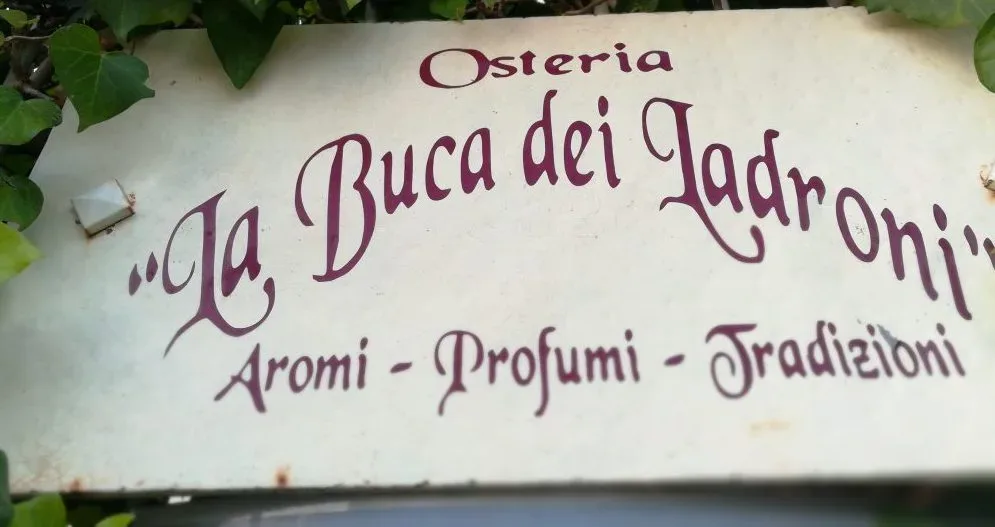 Osteria
"La Buca dei Ladroni"
Aromi - Profumi - Tradizioni